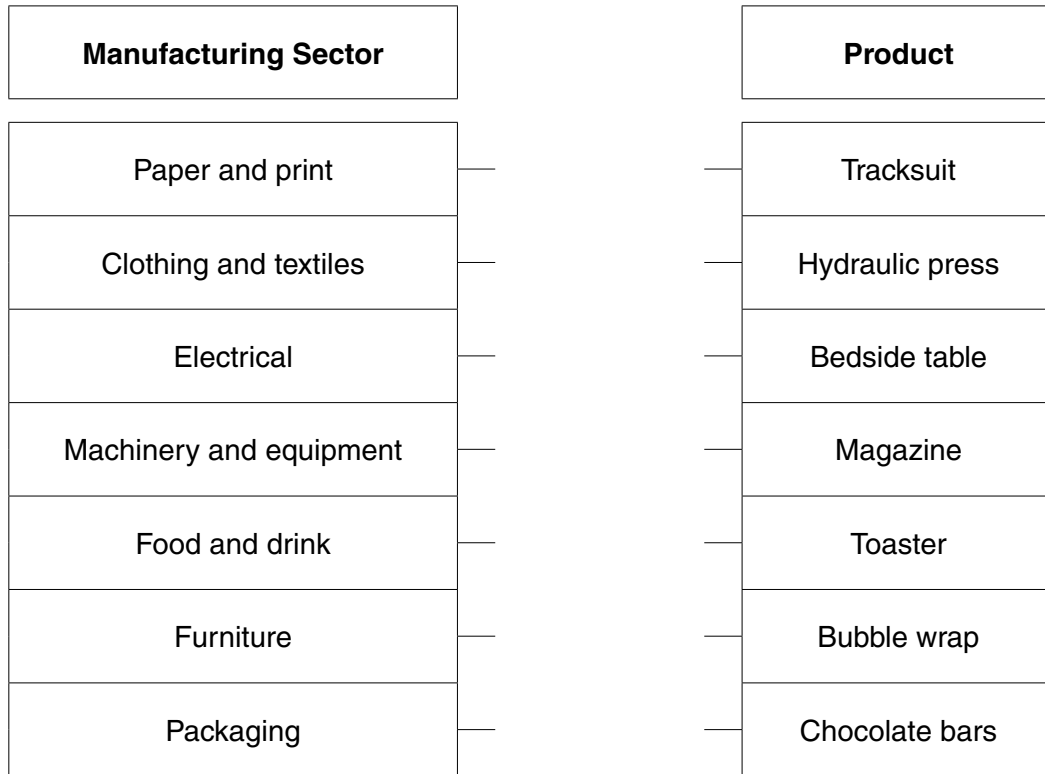 Manufacturing Sector
Product
Paper and print
Tracksuit
Clothing and textiles
Hydraulic press
Electrical
Bedside table
Machinery and equipment
Magazine
Food and drink
Toaster
Furniture
Bubble wrap
Packaging
Chocolate bars